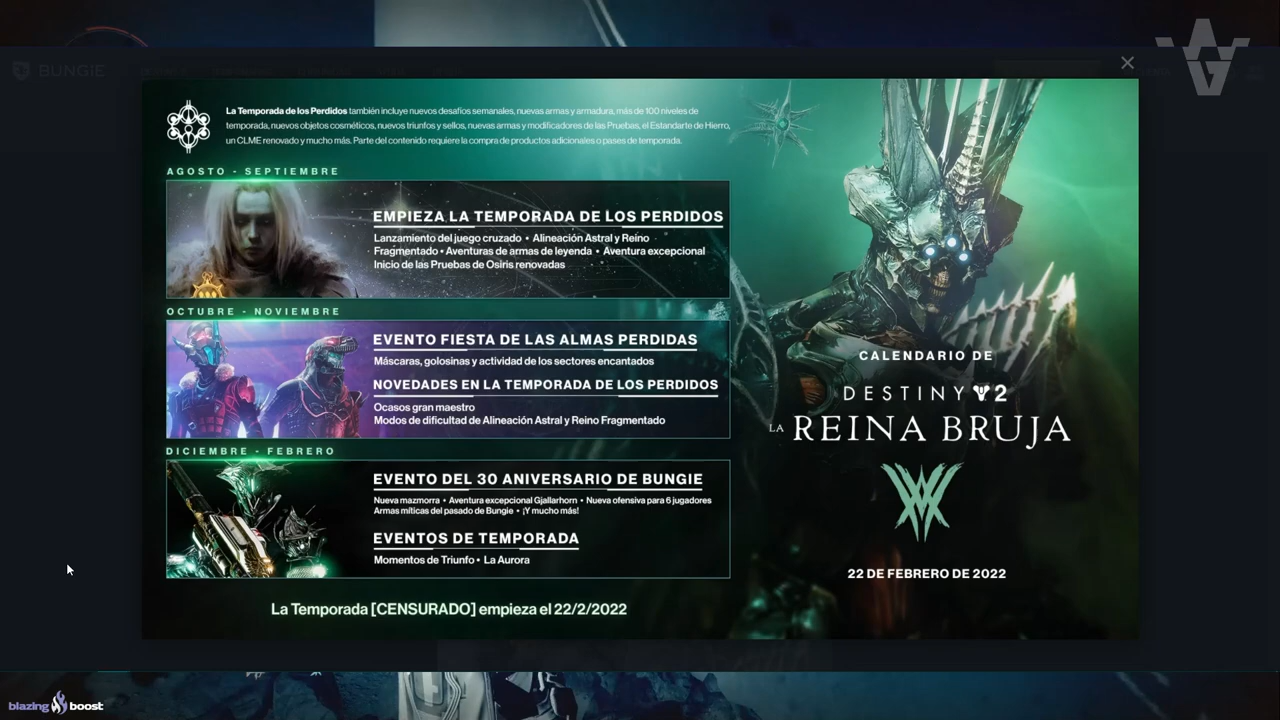 BUNGIE
La Temporada de los Perdidos también incluye nuevos desafíos semanales, nuevas armas y armadura, más de 100 niveles de
temporada, nuevos objetos cosméticos, nuevos triunfos y sellos, nuevas armas y modificadores de las Pruebas, el Estandarte de Hierro,
un CLME renovado y mucho más. Parte del contenido requiere la compra de productos adicionales o pases de temporada.
AGOSTO - SEPTIEMBRE
EMPIEZA LA TEMPORADA DE LOS PERDIDOS
Lanzamiento del juego cruzado • Alineación Astral y Reino
Fragmentado • Aventuras de armas de leyenda • Aventura excepcional
Inicio de las Pruebas de Osiris renovadas
OCTUBRE - NOVIEMBRE
EVENTO FIESTA DE LAS ALMAS PERDIDAS
Máscaras, golosinas y actividad de los sectores encantados
NOVEDADES EN LA TEMPORADA DE LOS PERDIDOS
Ocasos gran maestro
Modos de dificultad de Alineación Astral y Reino Fragmentado
DICIEMBRE - FEBRERO
EVENTO DEL 30 ANIVERSARIO DE BUNGIE
Nueva mazmorra • Aventura excepcional Gjallarhorn • Nueva ofensiva para 6 jugadores
Armas míticas del pasado de Bungie • ¡Y mucho más!
EVENTOS DE TEMPORADA
Momentos de Triunfo • La Aurora
La Temporada [CENSURADO] empieza el 22/2/2022
CALENDARIO DE
DESTINY 2
LA REINA BRUJA
22 DE FEBRERO DE 2022
blazing boost